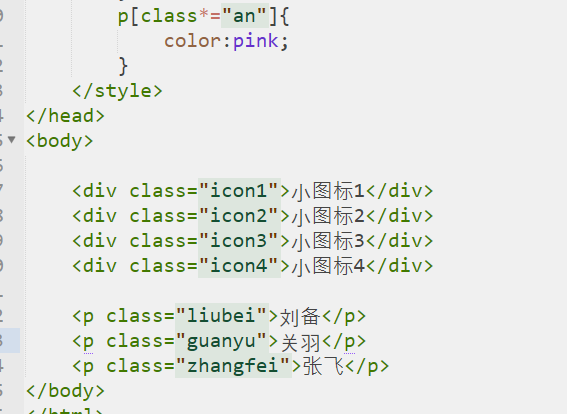 p[class*="an"]{
color:pink;
}
</style>
</head>
<body>
<div class="icon1">小图标1</div>
<div class="icon2">小图标2</div>
<div class="icon3">小图标3</div>
<div class="icon4">小图标4</div>
<p class="liubei">刘备</p>
<p class="guanyu">关羽</p>
<p class="zhangfei">张飞</p>
</body>
</html>